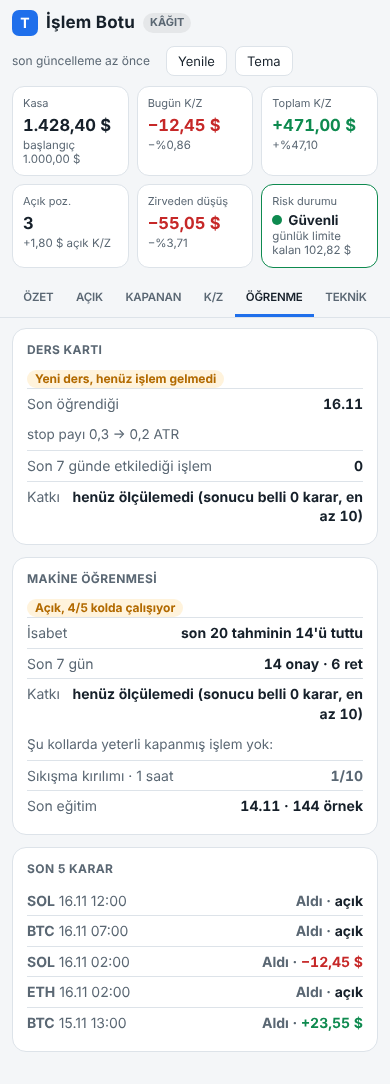 T İşlem Botu KÂĞIT
son güncelleme az önce Yenile Tema
Kasa
1.428,40 $
başlangıç
1.000,00 $
Bugün K/Z
−12,45 $
−%0,86
Toplam K/Z
+471,00 $
+%47,10
Açık poz.
3
+1,80 $ açık K/Z
Zirveden düşüş
−55,05 $
−%3,71
Risk durumu
Güvenli
günlük limite
kalan 102,82 $
ÖZET AÇIK KAPANAN K/Z ÖĞRENME TEKNİK
DERS KARTI
Yeni ders, henüz işlem gelmedi
Son öğrendiği 16.11
stop payı 0,3 → 0,2 ATR
Son 7 günde etkilediği işlem 0
Katkı henüz ölçülemedi (sonucu belli 0 karar, en
az 10)
MAKİNE ÖĞRENMESİ
Açık, 4/5 kolda çalışıyor
İsabet son 20 tahminin 14'ü tuttu
Son 7 gün 14 onay · 6 ret
Katkı henüz ölçülemedi (sonucu belli 0 karar, en
az 10)
Şu kollarda yeterli kapanmış işlem yok:
Sıkışma kırılımı · 1 saat 1/10
Son eğitim 14.11 · 144 örnek
SON 5 KARAR
SOL 16.11 12:00 Aldı · açık
BTC 16.11 07:00 Aldı · açık
SOL 16.11 02:00 Aldı · −12,45 $
ETH 16.11 02:00 Aldı · açık
BTC 15.11 13:00 Aldı · +23,55 $